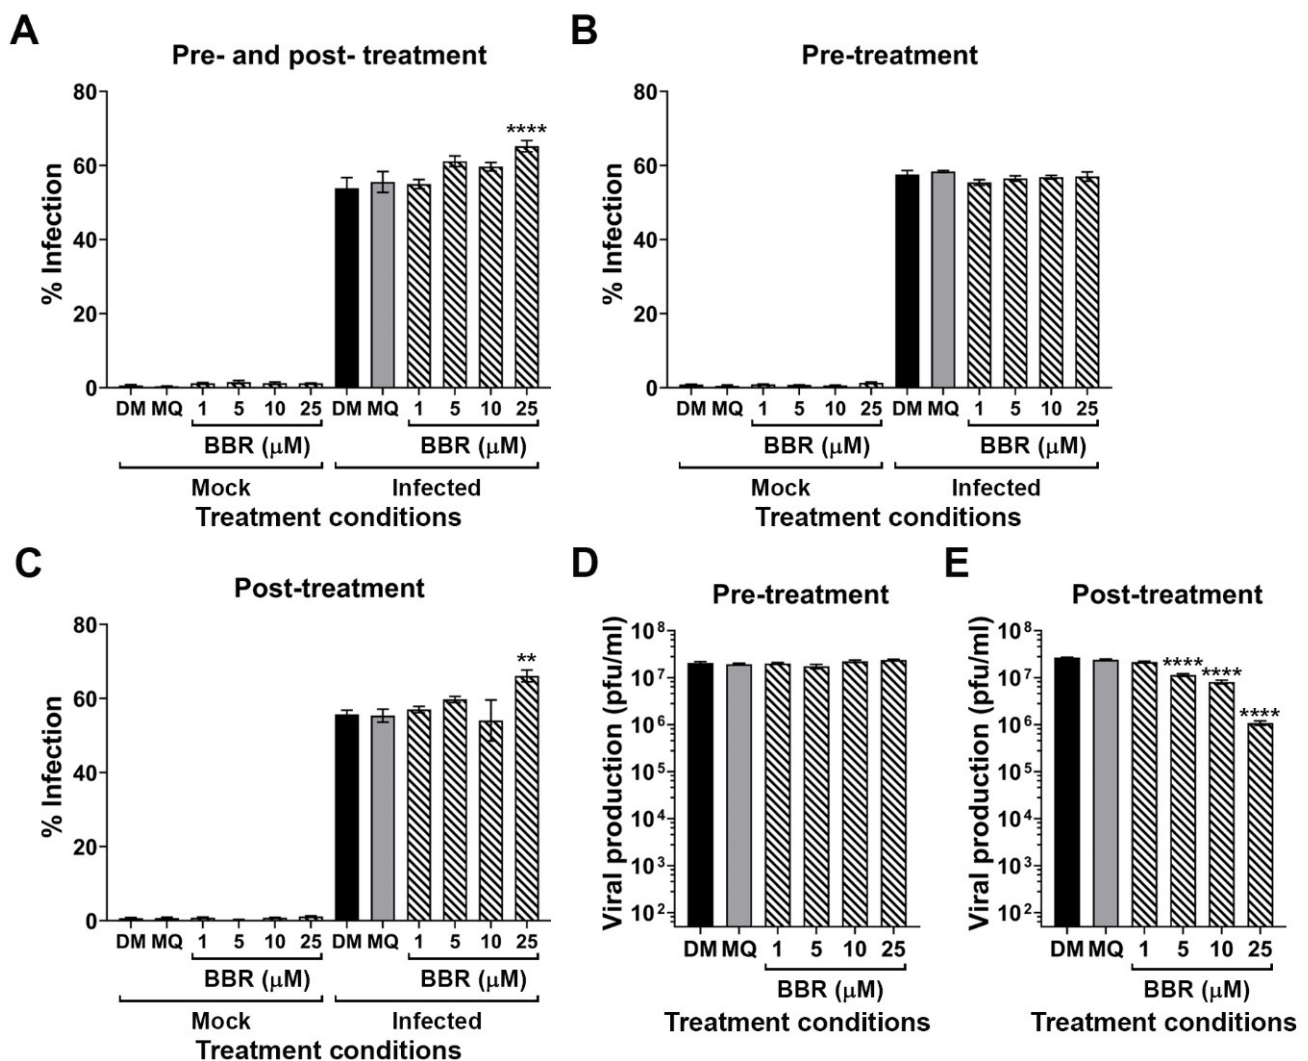 A
Pre- and post- treatment
% Infection
80
60
40
20
0
****
DM MQ 1 5 10 25 DM MQ 1 5 10 25
BBR (μM) BBR (μM)
Mock Infected
Treatment conditions
B
Pre-treatment
% Infection
80
60
40
20
0
DM MQ 1 5 10 25 DM MQ 1 5 10 25
BBR (μM) BBR (μM)
Mock Infected
Treatment conditions
C
Post-treatment
% Infection
80
60
40
20
0
**
DM MQ 1 5 10 25 DM MQ 1 5 10 25
BBR (μM) BBR (μM)
Mock Infected
Treatment conditions
D
Pre-treatment
Viral production (pfu/ml)
10⁸
10⁷
10⁶
10⁵
10⁴
10³
10²
DM MQ 1 5 10 25
BBR (μM)
Treatment conditions
E
Post-treatment
Viral production (pfu/ml)
10⁸
10⁷
10⁶
10⁵
10⁴
10³
10²
****
****
****
DM MQ 1 5 10 25
BBR (μM)
Treatment conditions